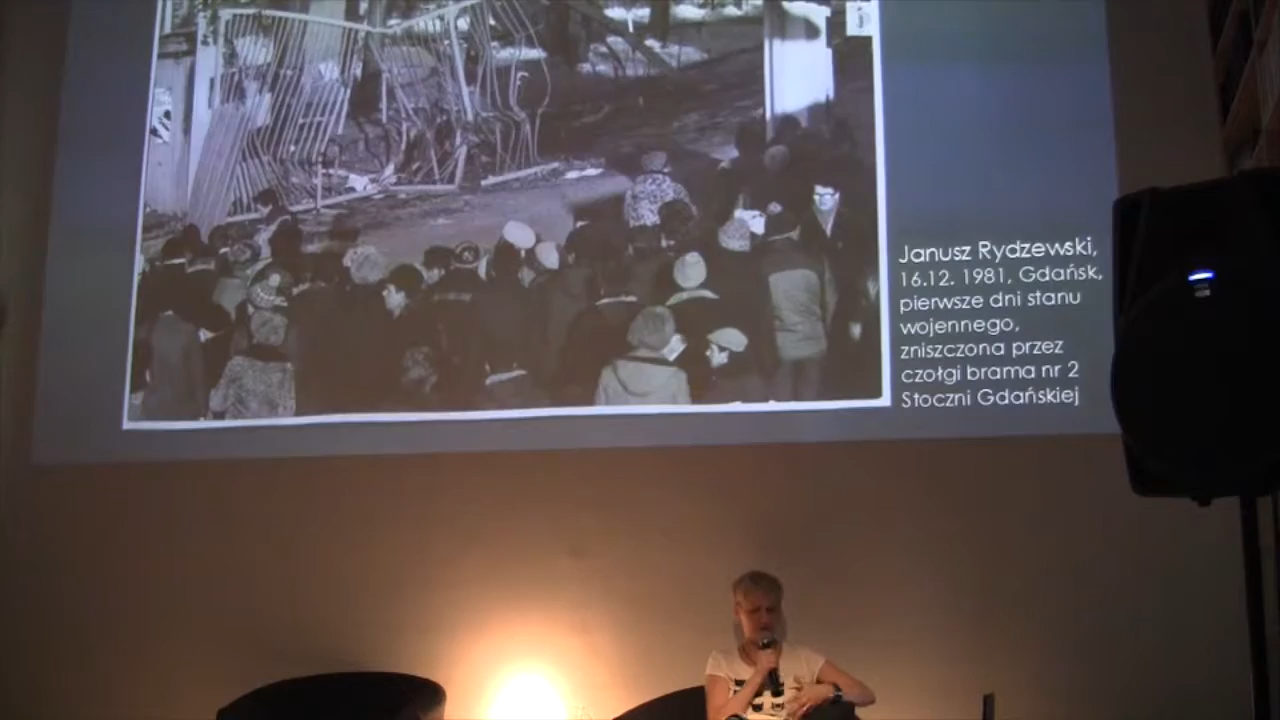 Janusz Rydzewski,
16.12. 1981, Gdańsk,
pierwsze dni stanu
wojennego,
zniszczona przez
czołgi brama nr 2
Stoczni Gdańskiej